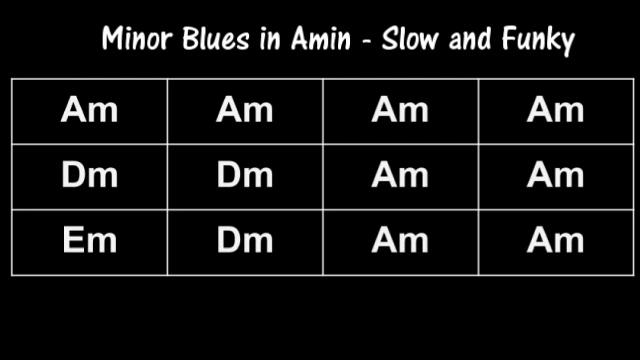 Minor Blues in Amin - Slow and Funky
Am Am Am Am
Dm Dm Am Am
Em Dm Am Am